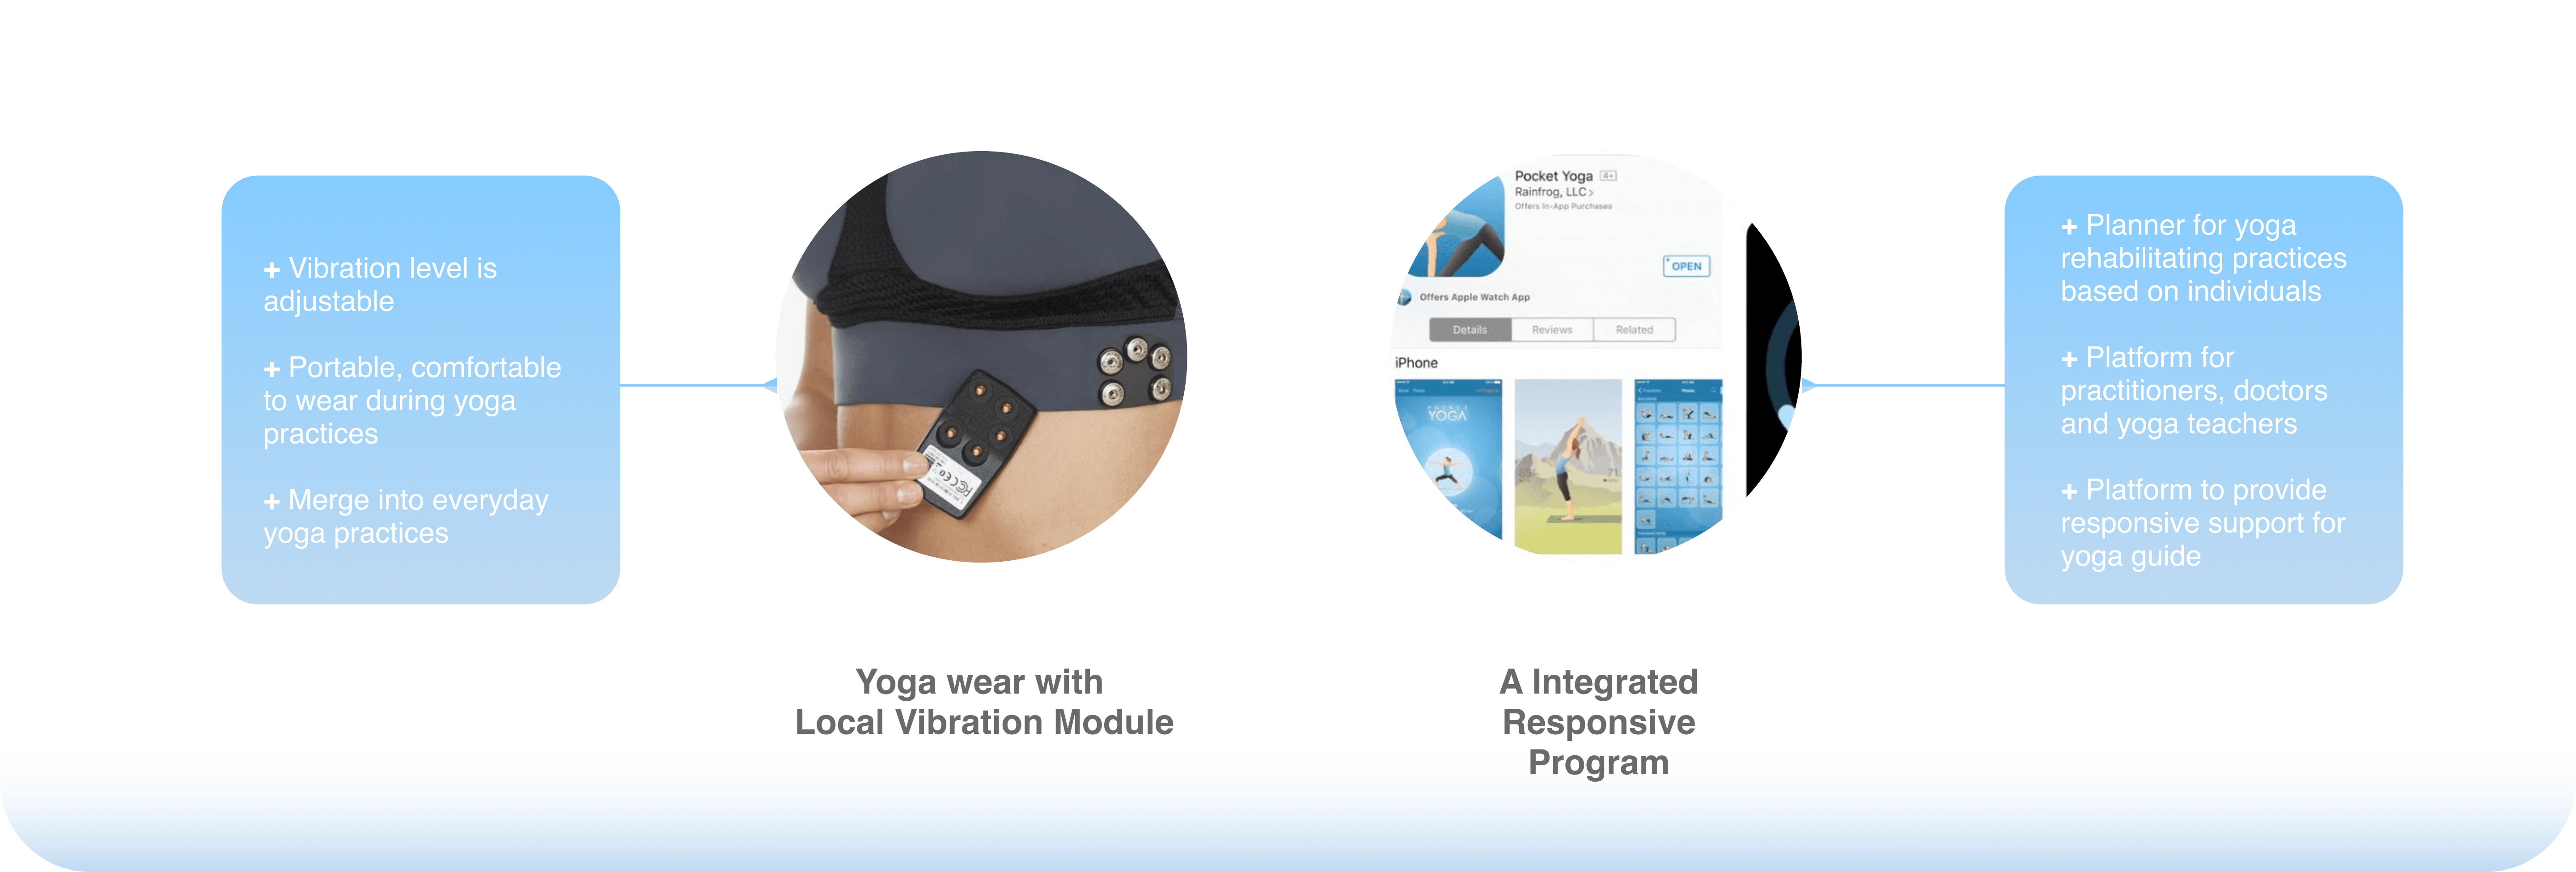 + Vibration level is
adjustable
+ Portable, comfortable
to wear during yoga
practices
+ Merge into everyday
yoga practices
Yoga wear with
Local Vibration Module
Pocket Yoga 4+
Rainfrog, LLC >
Offers In-App Purchases
OPEN
Offers Apple Watch App
Details Reviews Related
iPhone
POCKET
YOGA
A Integrated
Responsive
Program
+ Planner for yoga
rehabilitating practices
based on individuals
+ Platform for
practitioners, doctors
and yoga teachers
+ Platform to provide
responsive support for
yoga guide